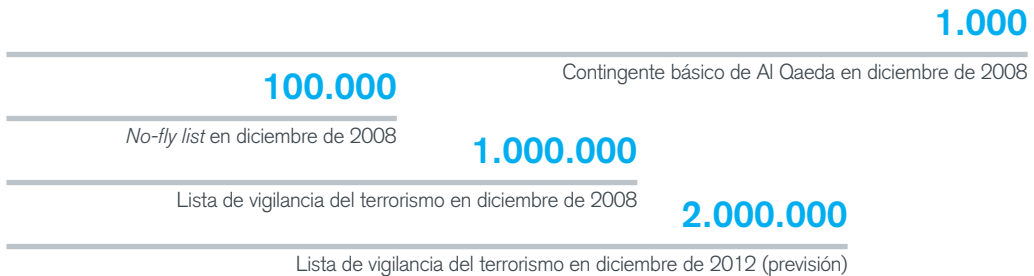 1.000
Contingente básico de Al Qaeda en diciembre de 2008
100.000
No-fly list en diciembre de 2008
1.000.000
Lista de vigilancia del terrorismo en diciembre de 2008
2.000.000
Lista de vigilancia del terrorismo en diciembre de 2012 (previsión)